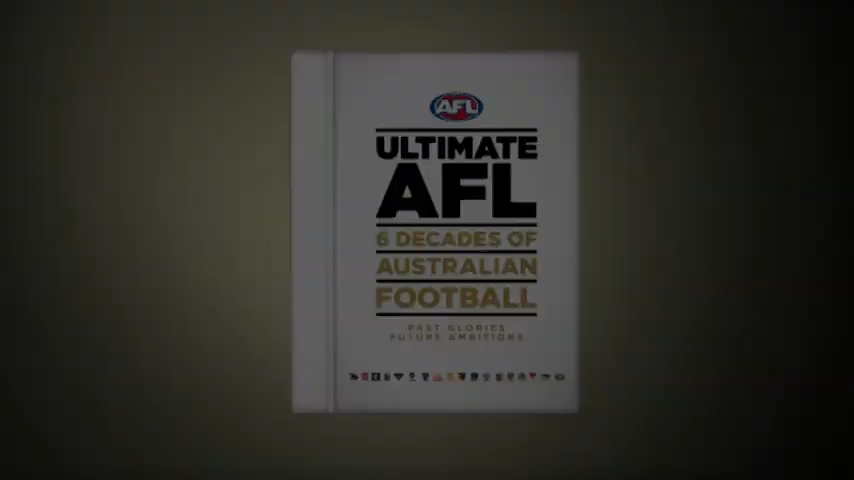 AFL
ULTIMATE
AFL
6 DECADES OF
AUSTRALIAN
FOOTBALL
PAST GLORIES
FUTURE AMBITIONS